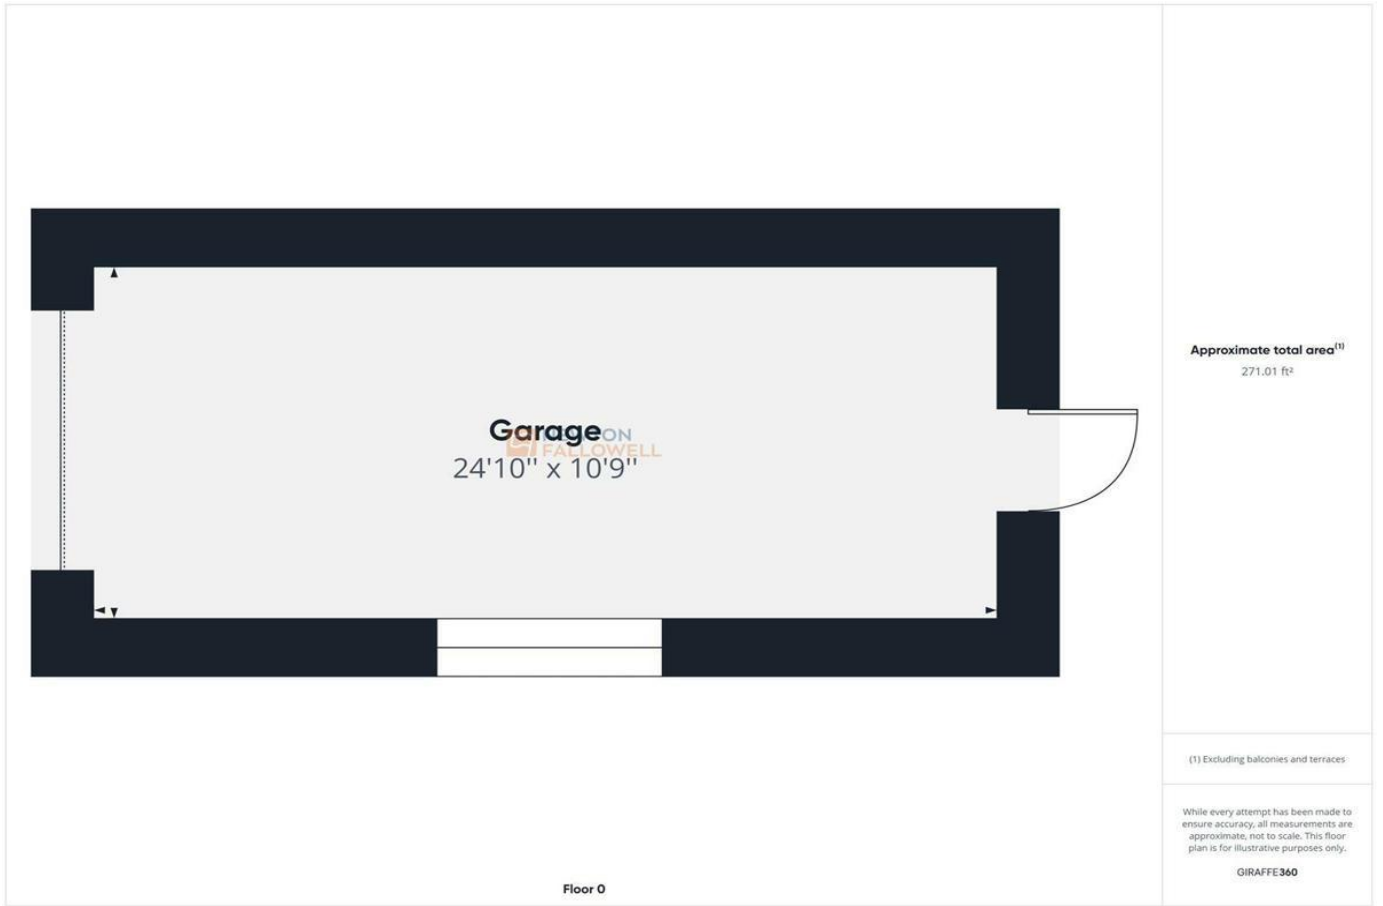 Garage
NEWTON
FALLOWELL
24'10" x 10'9"
Approximate total area(1)
271.01 ft²
(1) Excluding balconies and terraces
While every attempt has been made to
ensure accuracy, all measurements are
approximate, not to scale. This floor
plan is for illustrative purposes only.
GIRAFFE360
Floor 0